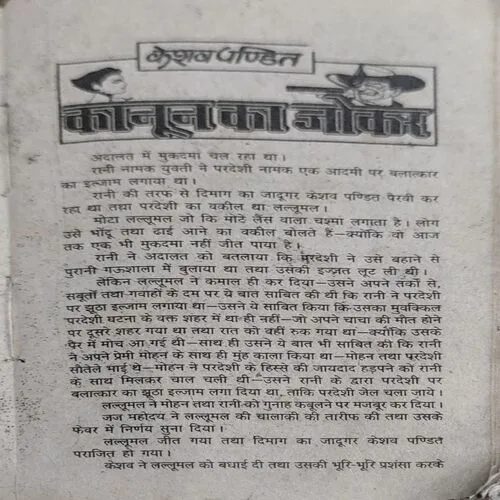 केशव पण्डित
कानून का जोकर
अदालत में मुकदमा चल रहा था।
रानी नामक युवती ने परदेशी नामक एक आदमी पर बलात्कार
का इल्जाम लगाया था।
रानी की तरफ से दिमाग का जादूगर केशव पण्डित पैरवी कर
रहा था तथा परदेशी का वकील था लल्लूमल।
मोटा लल्लूमल जो कि मोटे लैंस वाला चश्मा लगाता है। लोग
उसे भोंदू तथा ढाई आने का वकील बोलते हैं—क्योंकि वो आज
तक एक भी मुकदमा नहीं जीत पाया है।
रानी ने अदालत को बतलाया कि परदेशी ने उसे बहाने से
पुरानी गऊशाला में बुलाया था तथा उसकी इज्जत लूट ली थी।
लेकिन लल्लूमल ने कमाल ही कर दिया—उसने अपने तर्कों से,
सबूतों तथा गवाहों के दम पर ये बात साबित की थी कि रानी ने परदेशी
पर झूठा इल्जाम लगाया था—उसने ये साबित किया कि उसका मुवक्किल
परदेशी घटना के वक्त शहर में था ही नहीं—जो अपने चाचा की मौत होने
पर दूसरे शहर गया था तथा रात को वहीं रुक गया था—क्योंकि उसके
पैर में मोच आ गई थी—साथ ही उसने ये बात भी साबित की कि रानी
ने अपने प्रेमी मोहन के साथ ही मुंह काला किया था—मोहन तथा परदेशी
सौतेले भाई थे—मोहन ने परदेशी के हिस्से की जायदाद हड़पने को रानी
के साथ मिलकर चाल चली थी—उसने रानी के द्वारा परदेशी पर
बलात्कार का झूठा इल्जाम लगा दिया था, ताकि परदेशी जेल चला जाये।
लल्लूमल ने मोहन तथा रानी को गुनाह कबूलने पर मजबूर कर दिया।
जज महोदय ने लल्लूमल की चालाकी की तारीफ की तथा उसके
फेवर में निर्णय सुना दिया।
लल्लूमल जीत गया तथा दिमाग का जादूगर केशव पण्डित
पराजित हो गया।
केशव ने लल्लूमल को बधाई दी तथा उसकी भूरि-भूरि प्रशंसा करके